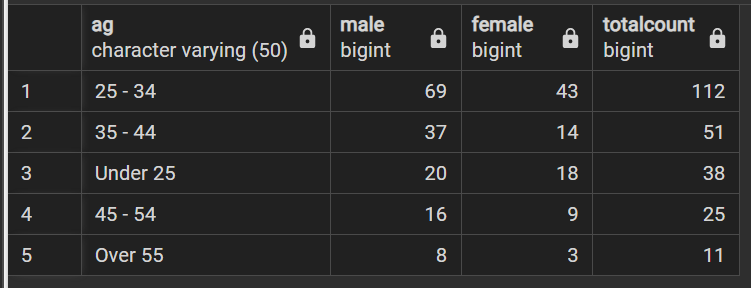 ag male female totalcount
character varying (50) bigint bigint bigint
1 25 - 34 69 43 112
2 35 - 44 37 14 51
3 Under 25 20 18 38
4 45 - 54 16 9 25
5 Over 55 8 3 11